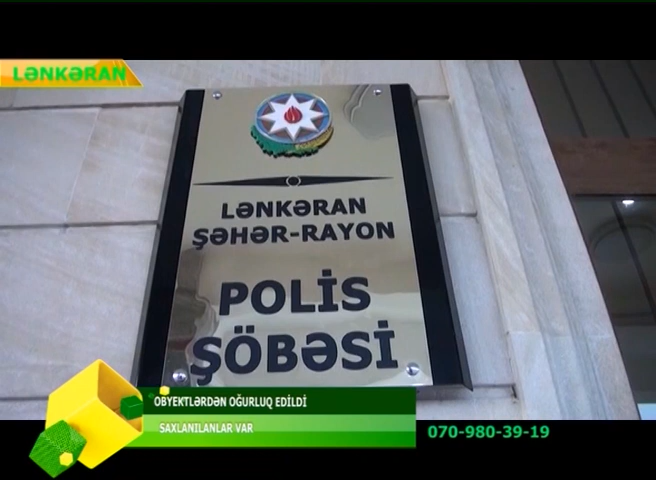 LƏNKƏRAN
LƏNKƏRAN
ŞƏHƏR-RAYON
POLİS
ŞÖBƏSİ
OBYEKTLƏRDƏN OĞURLUQ EDİLDİ
SAXLANILANLAR VAR
070-980-39-19